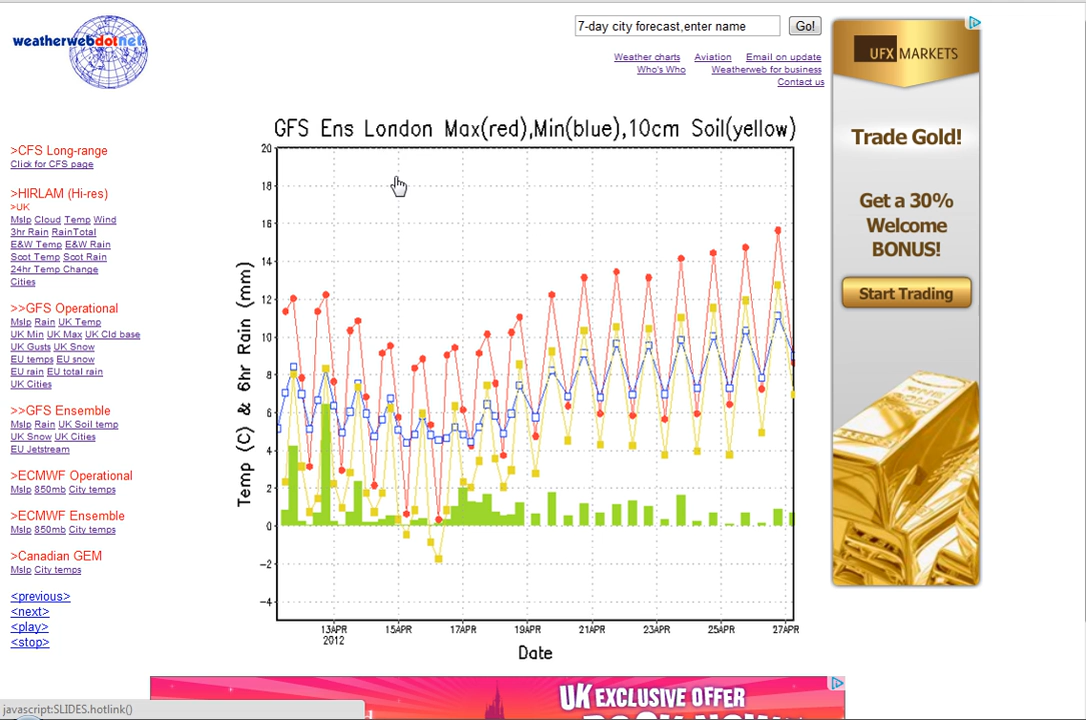 weatherwebdotnet
7-day city forecast,enter name Go!
Weather charts Aviation Email on update
Who's Who Weatherweb for business
Contact us
>CFS Long-range
Click for CFS page
>HIRLAM (Hi-res)
>UK
Mslp Cloud Temp Wind
3hr Rain RainTotal
E&W Temp E&W Rain
Scot Temp Scot Rain
24hr Temp Change
Cities
>>GFS Operational
Mslp Rain UK Temp
UK Min UK Max UK Cld base
UK Gusts UK Snow
EU temps EU snow
EU rain EU total rain
UK Cities
>>GFS Ensemble
Mslp Rain UK Soil temp
UK Snow UK Cities
EU Jetstream
>ECMWF Operational
Mslp 850mb City temps
>ECMWF Ensemble
Mslp 850mb City temps
>Canadian GEM
Mslp City temps
<previous>
<next>
<play>
<stop>
GFS Ens London Max(red),Min(blue),10cm Soil(yellow)
Temp (C) & 6hr Rain (mm)
20
18
16
14
12
10
8
6
4
2
0
-2
-4
13APR 15APR 17APR 19APR 21APR 23APR 25APR 27APR
2012
Date
UFX MARKETS
Trade Gold!
Get a 30%
Welcome
BONUS!
Start Trading
UK EXCLUSIVE OFFER
BOOK NOW
javascript:SLIDES.hotlink()